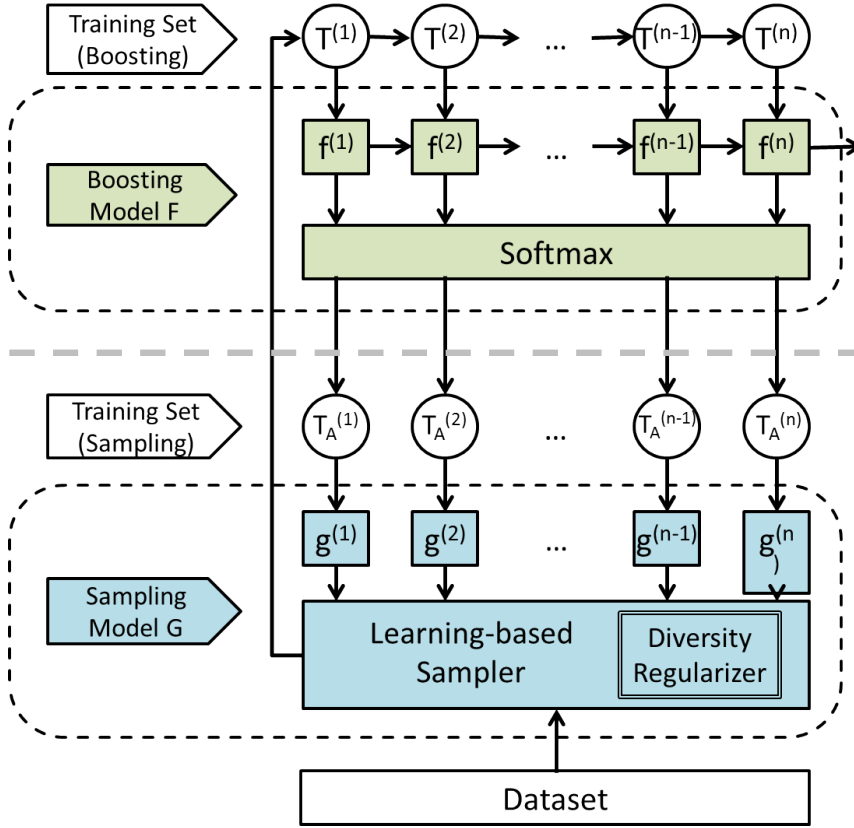 Training Set
(Boosting)
T(1)
T(2)
...
T(n-1)
T(n)
Boosting
Model F
f(1)
f(2)
...
f(n-1)
f(n)
Softmax
Training Set
(Sampling)
TA(1)
TA(2)
...
TA(n-1)
TA(n)
Sampling
Model G
g(1)
g(2)
...
g(n-1)
g(n
)
Learning-based
Sampler
Diversity
Regularizer
Dataset